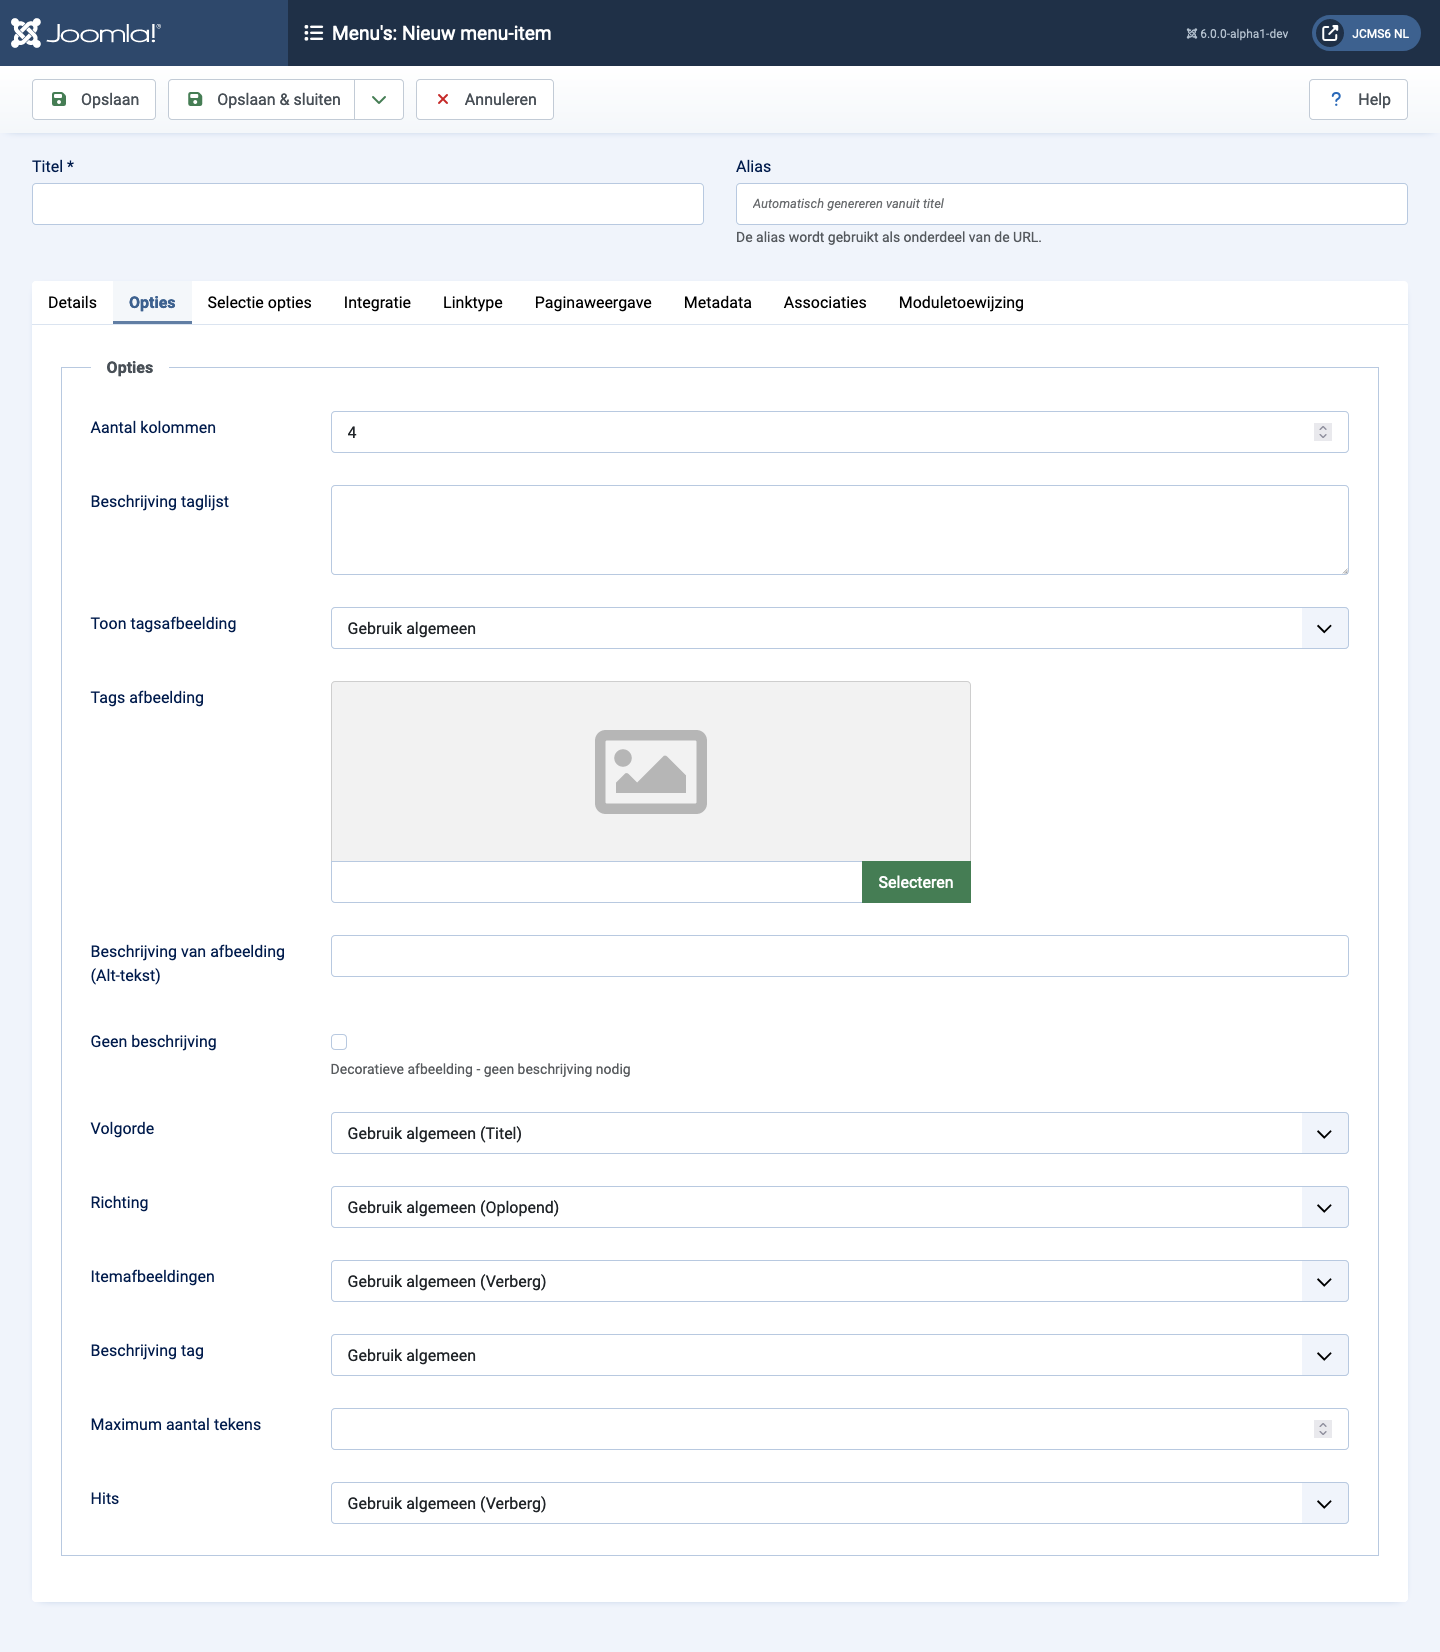 Joomla!®
Menu's: Nieuw menu-item
6.0.0-alpha1-dev
JCMS6 NL
Opslaan
Opslaan & sluiten
Annuleren
? Help
Titel *
Alias
Automatisch genereren vanuit titel
De alias wordt gebruikt als onderdeel van de URL.
Details Opties Selectie opties Integratie Linktype Paginaweergave Metadata Associaties Moduletoewijzing
Opties
Aantal kolommen
4
Beschrijving taglijst
Toon tagsafbeelding
Gebruik algemeen
Tags afbeelding
Selecteren
Beschrijving van afbeelding
(Alt-tekst)
Geen beschrijving
Decoratieve afbeelding - geen beschrijving nodig
Volgorde
Gebruik algemeen (Titel)
Richting
Gebruik algemeen (Oplopend)
Itemafbeeldingen
Gebruik algemeen (Verberg)
Beschrijving tag
Gebruik algemeen
Maximum aantal tekens
Hits
Gebruik algemeen (Verberg)